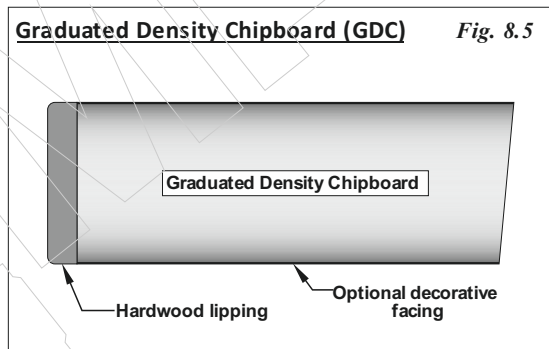 Graduated Density Chipboard (GDC) Fig. 8.5
Graduated Density Chipboard
Hardwood lipping
Optional decorative
facing